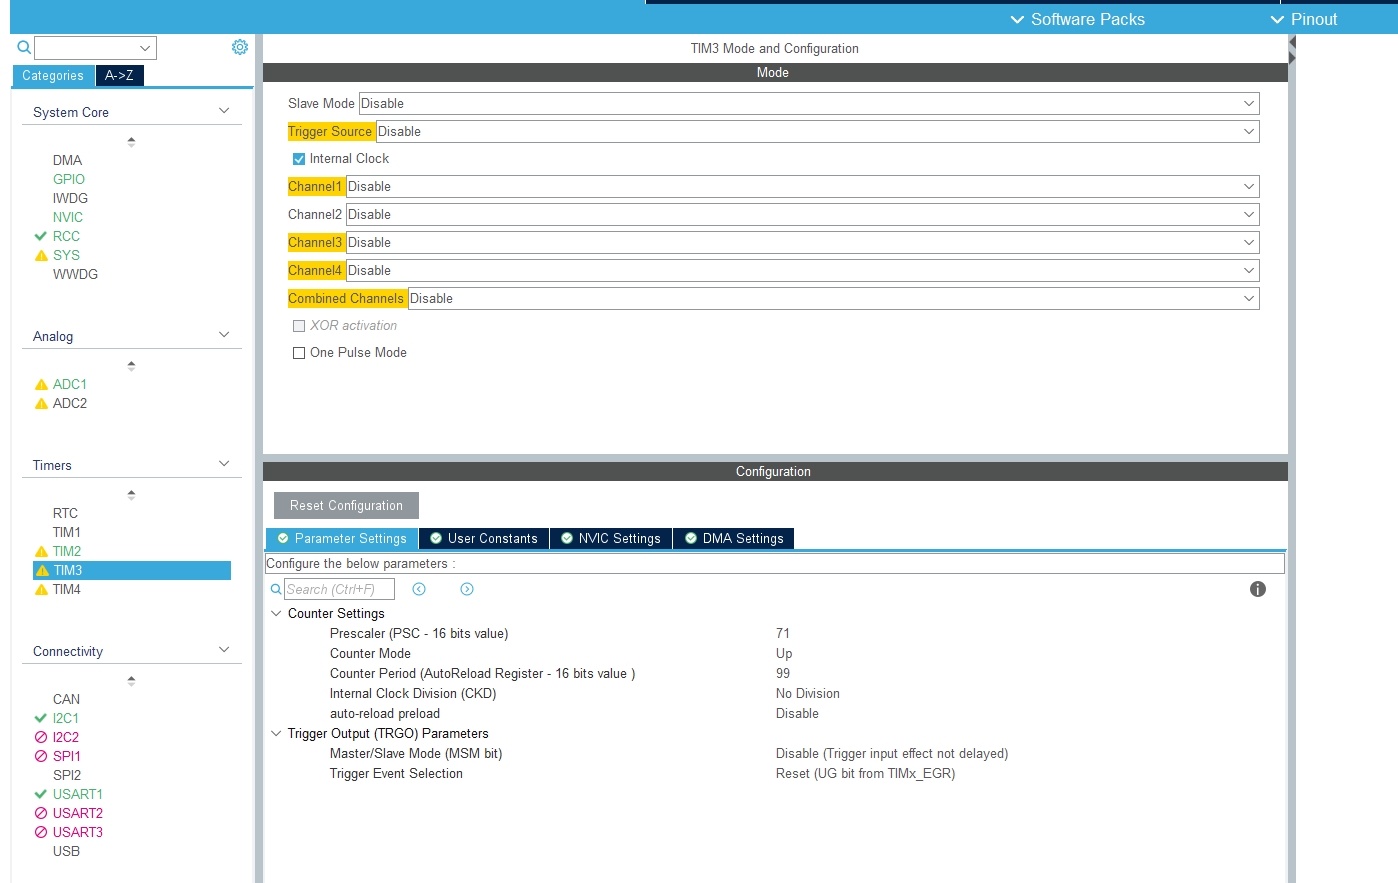 Software Packs
Pinout
Categories
A->Z
System Core
DMA
GPIO
IWDG
NVIC
RCC
SYS
WWDG
Analog
ADC1
ADC2
Timers
RTC
TIM1
TIM2
TIM3
TIM4
Connectivity
CAN
I2C1
I2C2
SPI1
SPI2
USART1
USART2
USART3
USB
TIM3 Mode and Configuration
Mode
Slave Mode Disable
Trigger Source Disable
Internal Clock
Channel1 Disable
Channel2 Disable
Channel3 Disable
Channel4 Disable
Combined Channels Disable
XOR activation
One Pulse Mode
Configuration
Reset Configuration
Parameter Settings
User Constants
NVIC Settings
DMA Settings
Configure the below parameters :
Search (Ctrl+F)
Counter Settings
Prescaler (PSC - 16 bits value) 71
Counter Mode Up
Counter Period (AutoReload Register - 16 bits value ) 99
Internal Clock Division (CKD) No Division
auto-reload preload Disable
Trigger Output (TRGO) Parameters
Master/Slave Mode (MSM bit) Disable (Trigger input effect not delayed)
Trigger Event Selection Reset (UG bit from TIMx_EGR)